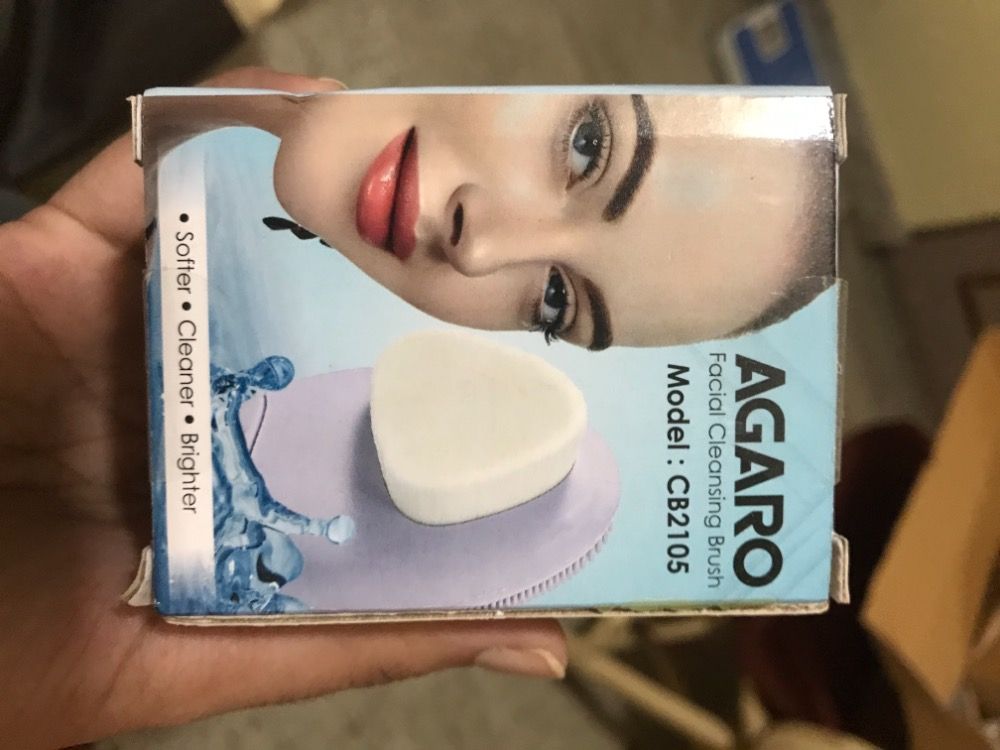 AGARO
Facial Cleansing Brush
Model : CB2105
• Softer • Cleaner • Brighter